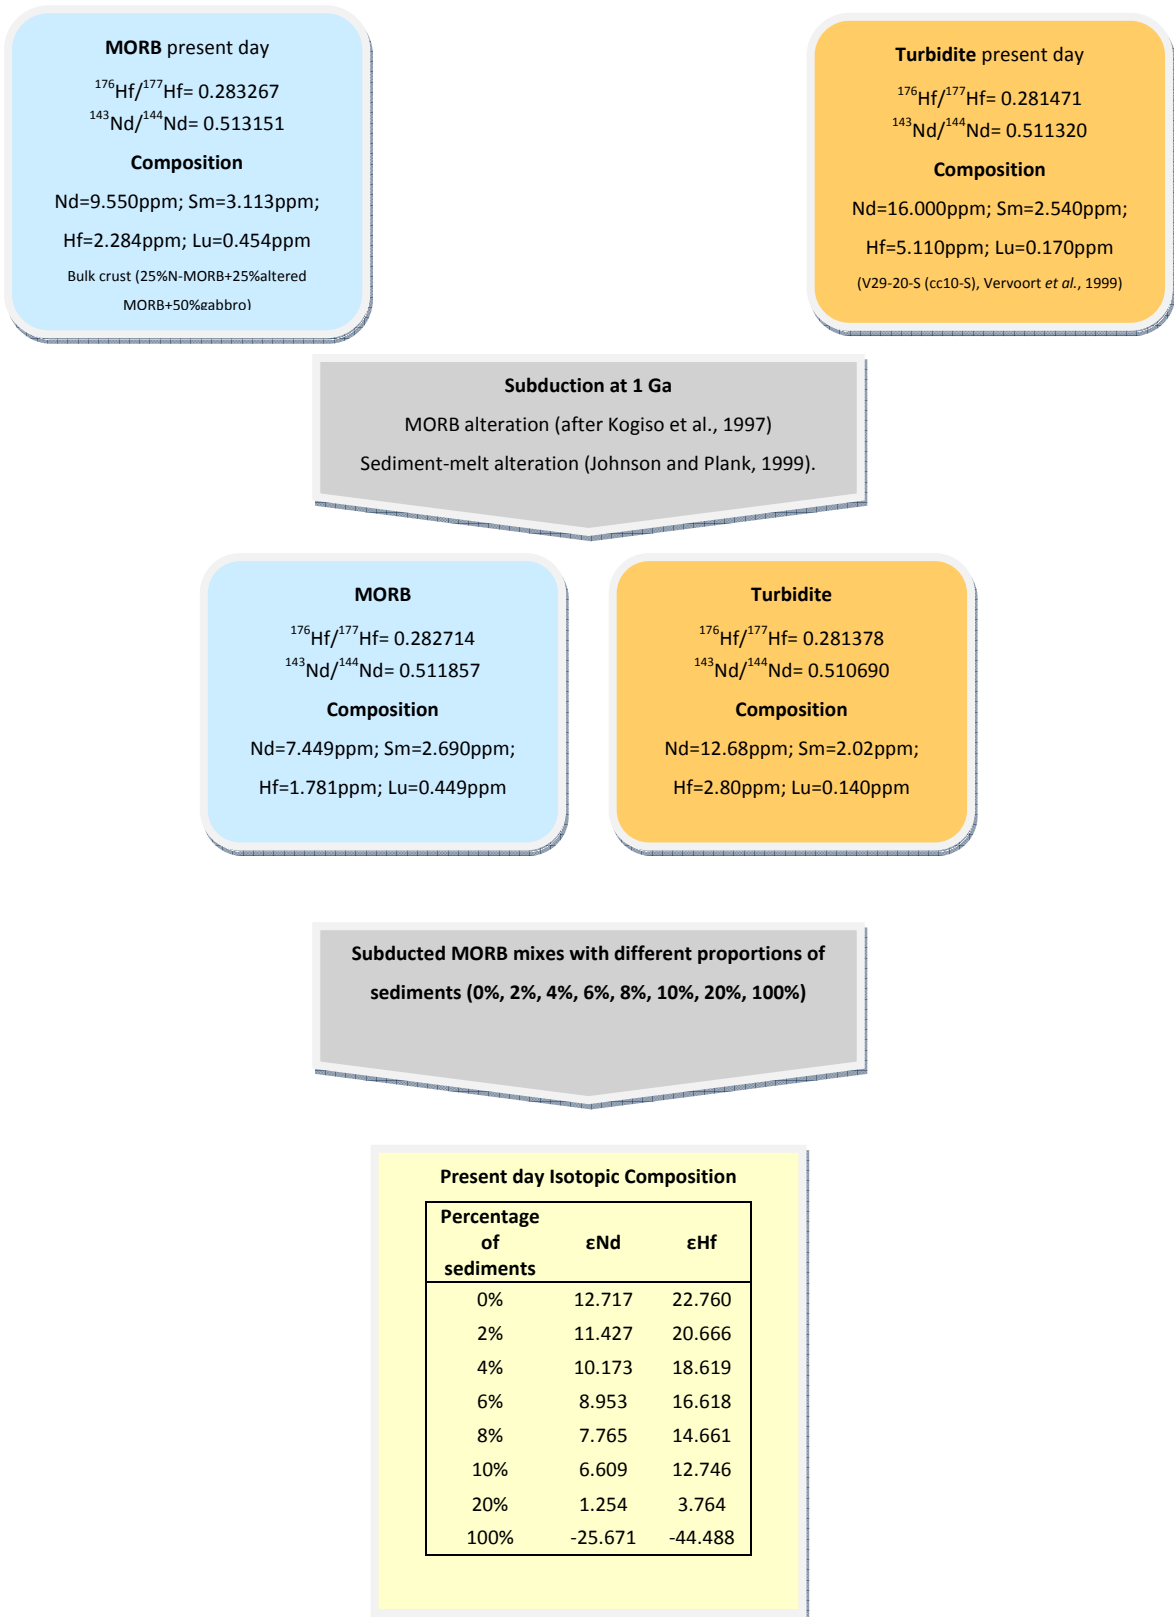 MORB present day
¹⁷⁶Hf/¹⁷⁷Hf= 0.283267
¹⁴³Nd/¹⁴⁴Nd= 0.513151
Composition
Nd=9.550ppm; Sm=3.113ppm;
Hf=2.284ppm; Lu=0.454ppm
Bulk crust (25%N-MORB+25%altered
MORB+50%gabbro)
Turbidite present day
¹⁷⁶Hf/¹⁷⁷Hf= 0.281471
¹⁴³Nd/¹⁴⁴Nd= 0.511320
Composition
Nd=16.000ppm; Sm=2.540ppm;
Hf=5.110ppm; Lu=0.170ppm
(V29-20-S (cc10-S), Vervoort et al., 1999)
Subduction at 1 Ga
MORB alteration (after Kogiso et al., 1997)
Sediment-melt alteration (Johnson and Plank, 1999).
MORB
¹⁷⁶Hf/¹⁷⁷Hf= 0.282714
¹⁴³Nd/¹⁴⁴Nd= 0.511857
Composition
Nd=7.449ppm; Sm=2.690ppm;
Hf=1.781ppm; Lu=0.449ppm
Turbidite
¹⁷⁶Hf/¹⁷⁷Hf= 0.281378
¹⁴³Nd/¹⁴⁴Nd= 0.510690
Composition
Nd=12.68ppm; Sm=2.02ppm;
Hf=2.80ppm; Lu=0.140ppm
Subducted MORB mixes with different proportions of
sediments (0%, 2%, 4%, 6%, 8%, 10%, 20%, 100%)
Present day Isotopic Composition
Percentage
of
sediments εNd εHf
0% 12.717 22.760
2% 11.427 20.666
4% 10.173 18.619
6% 8.953 16.618
8% 7.765 14.661
10% 6.609 12.746
20% 1.254 3.764
100% -25.671 -44.488